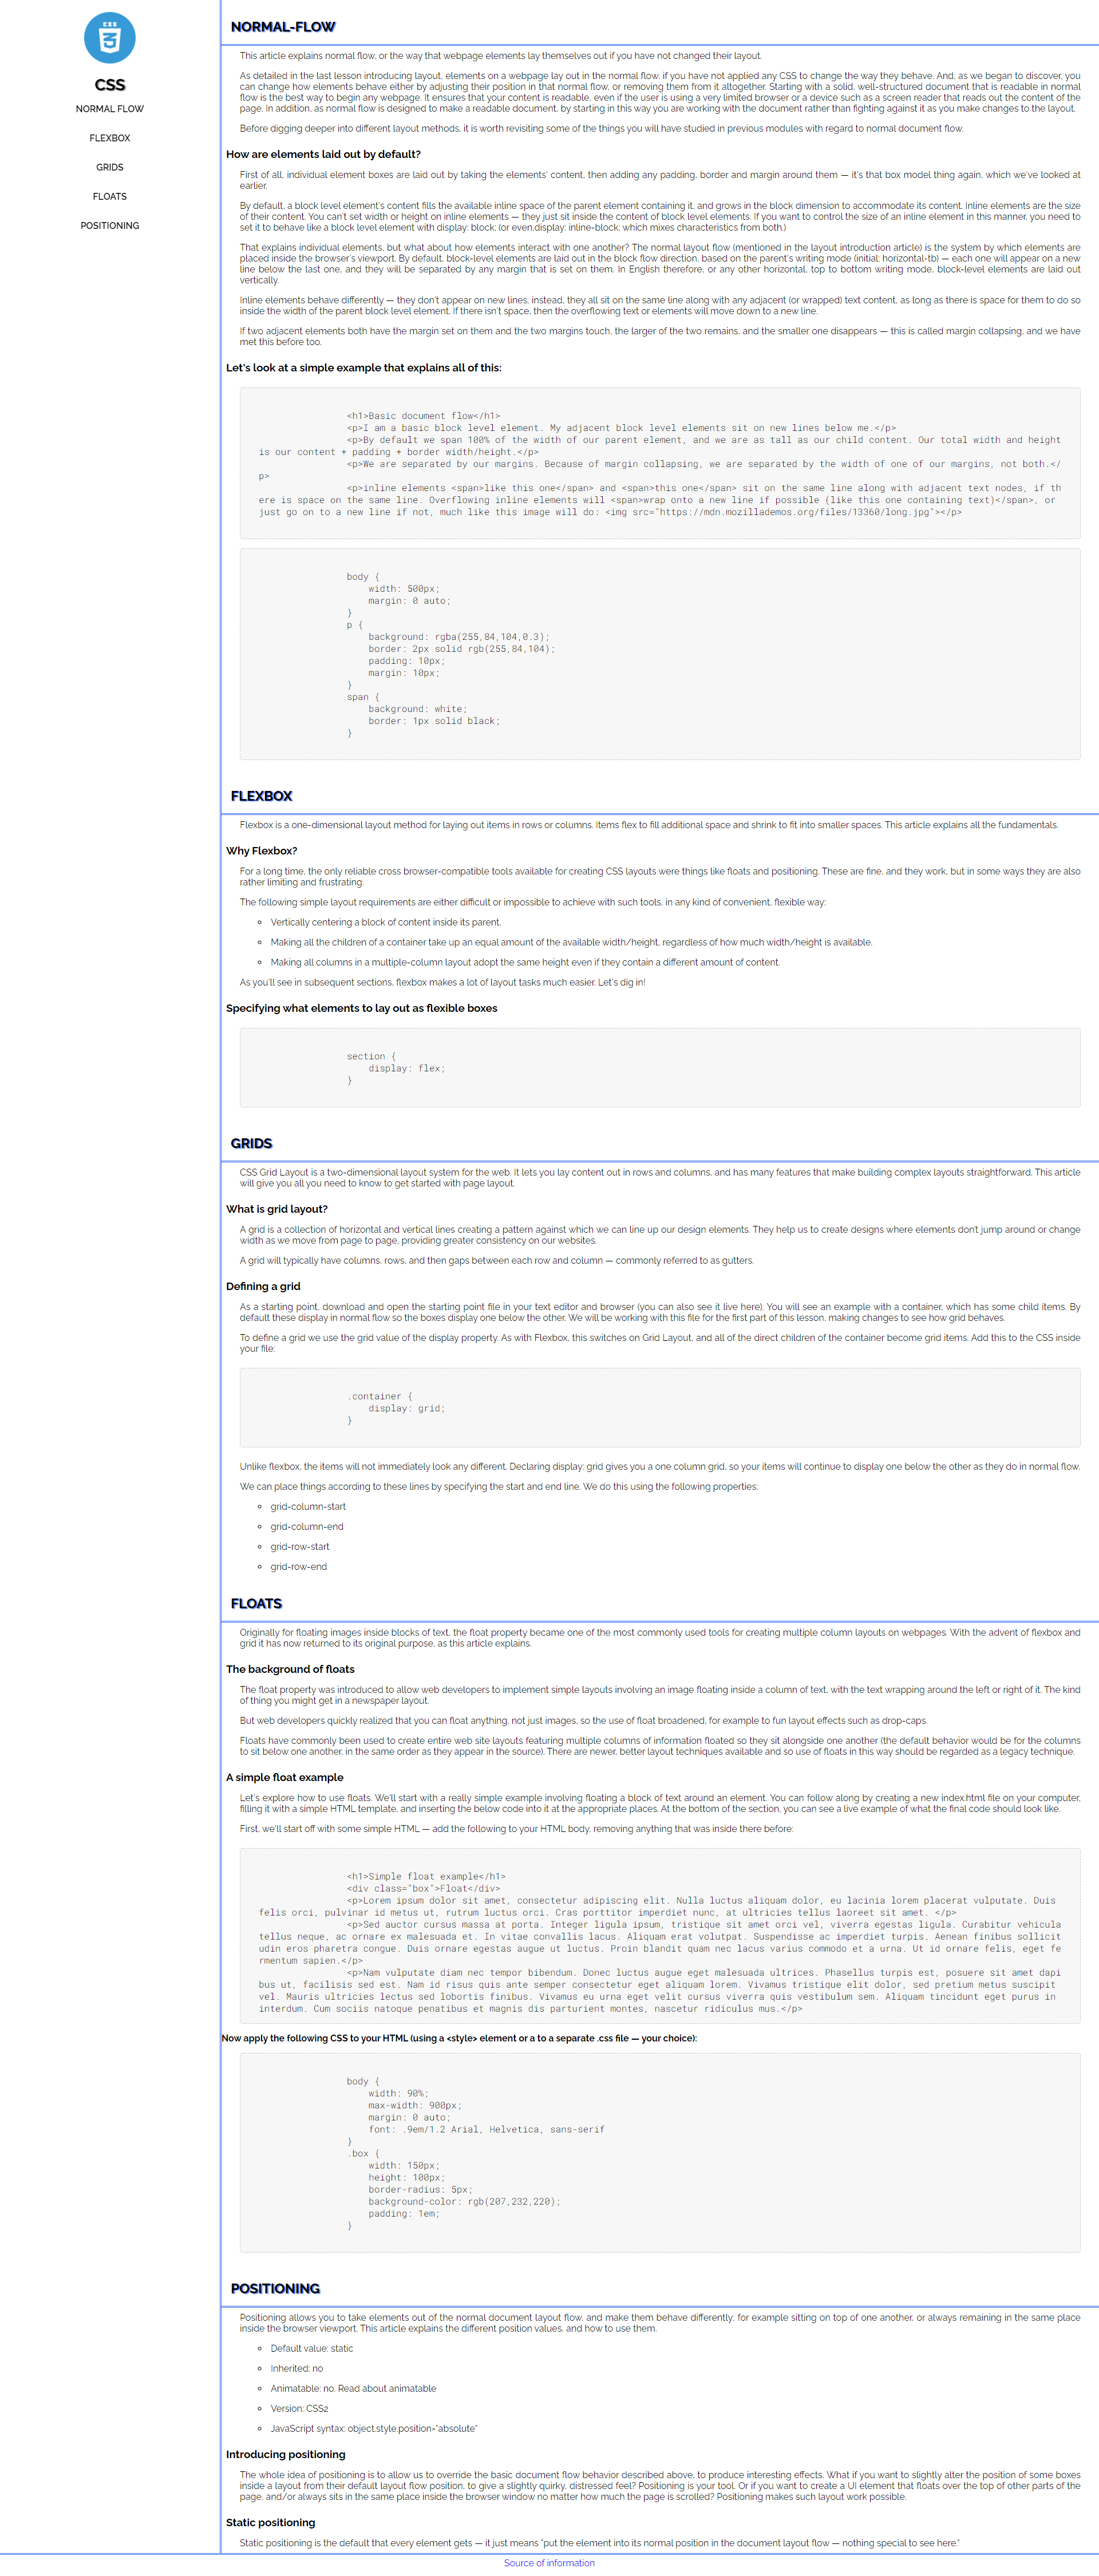 CSS
CSS
NORMAL FLOW
FLEXBOX
GRIDS
FLOATS
POSITIONING
NORMAL-FLOW
This article explains normal flow, or the way that webpage elements lay themselves out if you have not changed their layout.
As detailed in the last lesson introducing layout, elements on a webpage lay out in the normal flow, if you have not applied any CSS to change the way they behave. And, as we began to discover, you
can change how elements behave either by adjusting their position in that normal flow, or removing them from it altogether. Starting with a solid, well-structured document that is readable in normal
flow is the best way to begin any webpage. It ensures that your content is readable, even if the user is using a very limited browser or a device such as a screen reader that reads out the content of the
page. In addition, as normal flow is designed to make a readable document, by starting in this way you are working with the document rather than fighting against it as you make changes to the layout.
Before digging deeper into different layout methods, it is worth revisiting some of the things you will have studied in previous modules with regard to normal document flow.
How are elements laid out by default?
First of all, individual element boxes are laid out by taking the elements' content, then adding any padding, border and margin around them — it's that box model thing again, which we've looked at
earlier.
By default, a block level element's content fills the available inline space of the parent element containing it, and grows in the block dimension to accommodate its content. Inline elements are the size
of their content. You can't set width or height on inline elements — they just sit inside the content of block level elements. If you want to control the size of an inline element in this manner, you need to
set it to behave like a block level element with display: block; (or even,display: inline-block; which mixes characteristics from both.)
That explains individual elements, but what about how elements interact with one another? The normal layout flow (mentioned in the layout introduction article) is the system by which elements are
placed inside the browser's viewport. By default, block-level elements are laid out in the block flow direction, based on the parent's writing mode (initial: horizontal-tb) — each one will appear on a new
line below the last one, and they will be separated by any margin that is set on them. In English therefore, or any other horizontal, top to bottom writing mode, block-level elements are laid out
vertically.
Inline elements behave differently — they don't appear on new lines; instead, they all sit on the same line along with any adjacent (or wrapped) text content, as long as there is space for them to do so
inside the width of the parent block level element. If there isn't space, then the overflowing text or elements will move down to a new line.
If two adjacent elements both have the margin set on them and the two margins touch, the larger of the two remains, and the smaller one disappears — this is called margin collapsing, and we have
met this before too.
Let's look at a simple example that explains all of this:
<h1>Basic document flow</h1>
<p>I am a basic block level element. My adjacent block level elements sit on new lines below me.</p>
<p>By default we span 100% of the width of our parent element, and we are as tall as our child content. Our total width and height
is our content + padding + border width/height.</p>
<p>We are separated by our margins. Because of margin collapsing, we are separated by the width of one of our margins, not both.</
p>
<p>inline elements <span>like this one</span> and <span>this one</span> sit on the same line along with adjacent text nodes, if th
ere is space on the same line. Overflowing inline elements will <span>wrap onto a new line if possible (like this one containing text)</span>, or
just go on to a new line if not, much like this image will do: <img src="https://mdn.mozillademos.org/files/13360/long.jpg"></p>
body {
width: 500px;
margin: 0 auto;
}
p {
background: rgba(255,84,104,0.3);
border: 2px solid rgb(255,84,104);
padding: 10px;
margin: 10px;
}
span {
background: white;
border: 1px solid black;
}
FLEXBOX
Flexbox is a one-dimensional layout method for laying out items in rows or columns. Items flex to fill additional space and shrink to fit into smaller spaces. This article explains all the fundamentals.
Why Flexbox?
For a long time, the only reliable cross browser-compatible tools available for creating CSS layouts were things like floats and positioning. These are fine, and they work, but in some ways they are also
rather limiting and frustrating.
The following simple layout requirements are either difficult or impossible to achieve with such tools, in any kind of convenient, flexible way:
Vertically centering a block of content inside its parent.
Making all the children of a container take up an equal amount of the available width/height, regardless of how much width/height is available.
Making all columns in a multiple-column layout adopt the same height even if they contain a different amount of content.
As you'll see in subsequent sections, flexbox makes a lot of layout tasks much easier. Let's dig in!
Specifying what elements to lay out as flexible boxes
section {
display: flex;
}
GRIDS
CSS Grid Layout is a two-dimensional layout system for the web. It lets you lay content out in rows and columns, and has many features that make building complex layouts straightforward. This article
will give you all you need to know to get started with page layout.
What is grid layout?
A grid is a collection of horizontal and vertical lines creating a pattern against which we can line up our design elements. They help us to create designs where elements don't jump around or change
width as we move from page to page, providing greater consistency on our websites.
A grid will typically have columns, rows, and then gaps between each row and column — commonly referred to as gutters.
Defining a grid
As a starting point, download and open the starting point file in your text editor and browser (you can also see it live here). You will see an example with a container, which has some child items. By
default these display in normal flow so the boxes display one below the other. We will be working with this file for the first part of this lesson, making changes to see how grid behaves.
To define a grid we use the grid value of the display property. As with Flexbox, this switches on Grid Layout, and all of the direct children of the container become grid items. Add this to the CSS inside
your file:
.container {
display: grid;
}
Unlike flexbox, the items will not immediately look any different. Declaring display: grid gives you a one column grid, so your items will continue to display one below the other as they do in normal flow.
We can place things according to these lines by specifying the start and end line. We do this using the following properties:
grid-column-start
grid-column-end
grid-row-start
grid-row-end
FLOATS
Originally for floating images inside blocks of text, the float property became one of the most commonly used tools for creating multiple column layouts on webpages. With the advent of flexbox and
grid it has now returned to its original purpose, as this article explains.
The background of floats
The float property was introduced to allow web developers to implement simple layouts involving an image floating inside a column of text, with the text wrapping around the left or right of it. The kind
of thing you might get in a newspaper layout.
But web developers quickly realized that you can float anything, not just images, so the use of float broadened, for example to fun layout effects such as drop-caps.
Floats have commonly been used to create entire web site layouts featuring multiple columns of information floated so they sit alongside one another (the default behavior would be for the columns
to sit below one another, in the same order as they appear in the source). There are newer, better layout techniques available and so use of floats in this way should be regarded as a legacy technique.
A simple float example
Let's explore how to use floats. We'll start with a really simple example involving floating a block of text around an element. You can follow along by creating a new index.html file on your computer,
filling it with a simple HTML template, and inserting the below code into it at the appropriate places. At the bottom of the section, you can see a live example of what the final code should look like.
First, we'll start off with some simple HTML — add the following to your HTML body, removing anything that was inside there before:
<h1>Simple float example</h1>
<div class="box">Float</div>
<p>Lorem ipsum dolor sit amet, consectetur adipiscing elit. Nulla luctus aliquam dolor, eu lacinia lorem placerat vulputate. Duis
felis orci, pulvinar id metus ut, rutrum luctus orci. Cras porttitor imperdiet nunc, at ultricies tellus laoreet sit amet. </p>
<p>Sed auctor cursus massa at porta. Integer ligula ipsum, tristique sit amet orci vel, viverra egestas ligula. Curabitur vehicula
tellus neque, ac ornare ex malesuada et. In vitae convallis lacus. Aliquam erat volutpat. Suspendisse ac imperdiet turpis. Aenean finibus sollicit
udin eros pharetra congue. Duis ornare egestas augue ut luctus. Proin blandit quam nec lacus varius commodo et a urna. Ut id ornare felis, eget fe
rmentum sapien.</p>
<p>Nam vulputate diam nec tempor bibendum. Donec luctus augue eget malesuada ultrices. Phasellus turpis est, posuere sit amet dapi
bus ut, facilisis sed est. Nam id risus quis ante semper consectetur eget aliquam lorem. Vivamus tristique elit dolor, sed pretium metus suscipit
vel. Mauris ultricies lectus sed lobortis finibus. Vivamus eu urna eget velit cursus viverra quis vestibulum sem. Aliquam tincidunt eget purus in
interdum. Cum sociis natoque penatibus et magnis dis parturient montes, nascetur ridiculus mus.</p>
Now apply the following CSS to your HTML (using a <style> element or a to a separate .css file — your choice):
body {
width: 90%;
max-width: 900px;
margin: 0 auto;
font: .9em/1.2 Arial, Helvetica, sans-serif
}
.box {
width: 150px;
height: 100px;
border-radius: 5px;
background-color: rgb(207,232,220);
padding: 1em;
}
POSITIONING
Positioning allows you to take elements out of the normal document layout flow, and make them behave differently; for example sitting on top of one another, or always remaining in the same place
inside the browser viewport. This article explains the different position values, and how to use them.
Default value: static
Inherited: no
Animatable: no. Read about animatable
Version: CSS2
JavaScript syntax: object.style.position="absolute"
Introducing positioning
The whole idea of positioning is to allow us to override the basic document flow behavior described above, to produce interesting effects. What if you want to slightly alter the position of some boxes
inside a layout from their default layout flow position, to give a slightly quirky, distressed feel? Positioning is your tool. Or if you want to create a UI element that floats over the top of other parts of the
page, and/or always sits in the same place inside the browser window no matter how much the page is scrolled? Positioning makes such layout work possible.
Static positioning
Static positioning is the default that every element gets — it just means "put the element into its normal position in the document layout flow — nothing special to see here."
Source of information